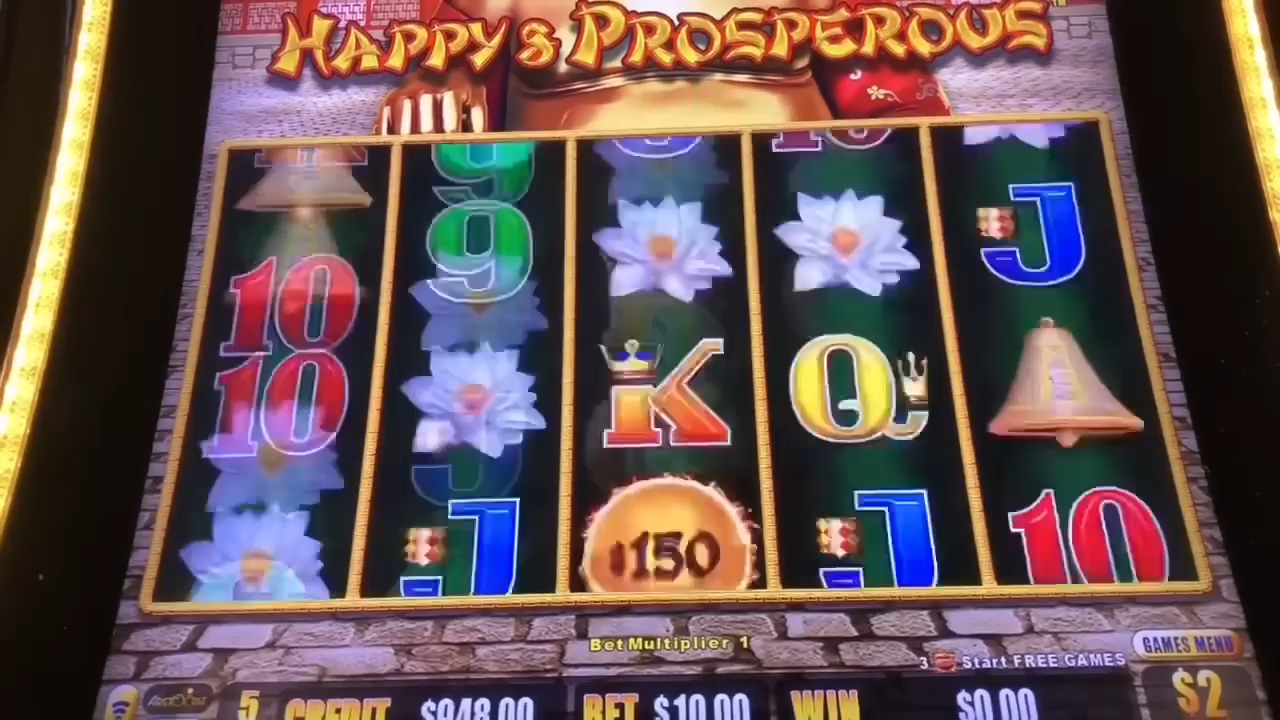 HAPPY & PROSPEROUS
9
10 9 J
10 K Q
J $150 J 10
Bet Multiplier 1
GAMES MENU
3 Start FREE GAMES
5 CREDIT $948.00 BET $10.00 WIN $0.00 $2